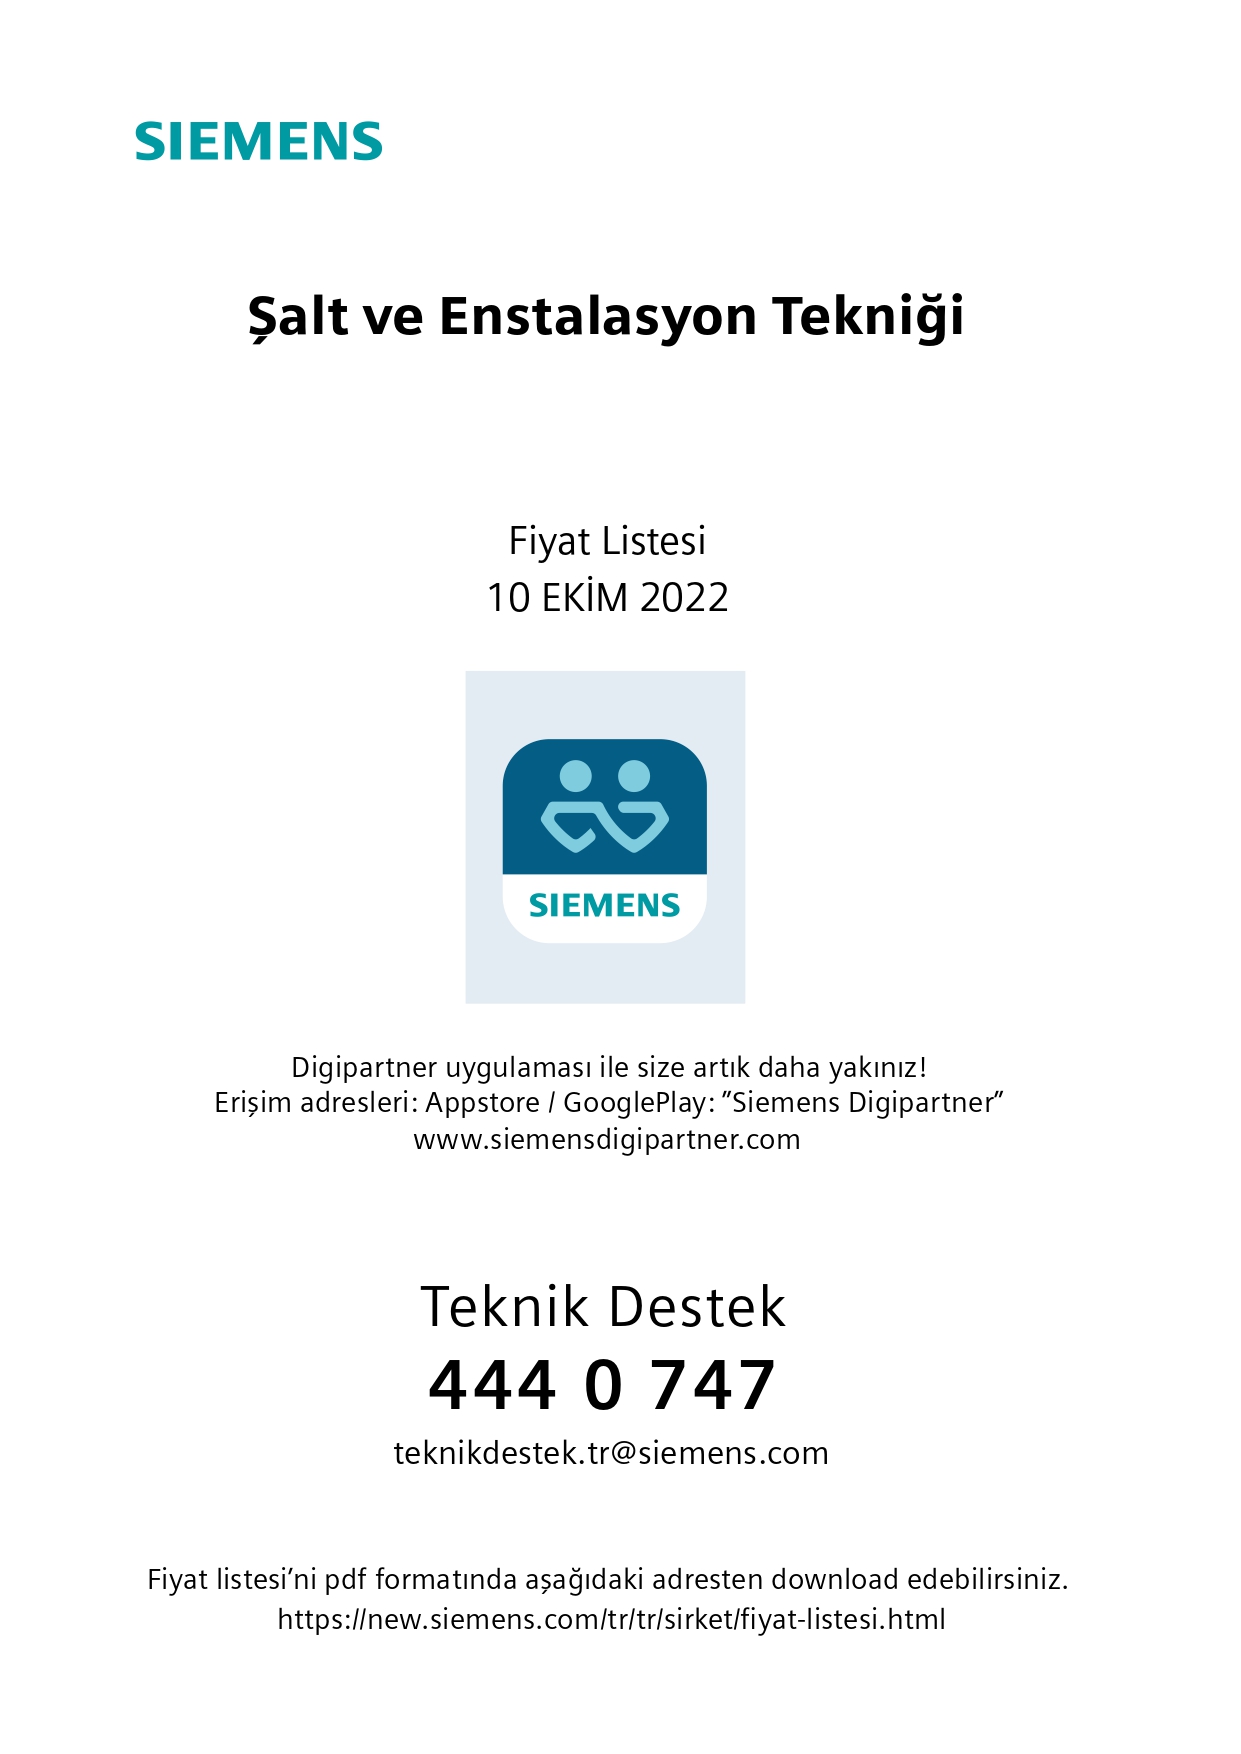 SIEMENS
Şalt ve Enstalasyon Tekniği
Fiyat Listesi
10 EKİM 2022
SIEMENS
Digipartner uygulaması ile size artık daha yakınız!
Erişim adresleri: Appstore / GooglePlay: ”Siemens Digipartner”
www.siemensdigipartner.com
Teknik Destek
444 0 747
teknikdestek.tr@siemens.com
Fiyat listesi’ni pdf formatında aşağıdaki adresten download edebilirsiniz.
https://new.siemens.com/tr/tr/sirket/fiyat-listesi.html